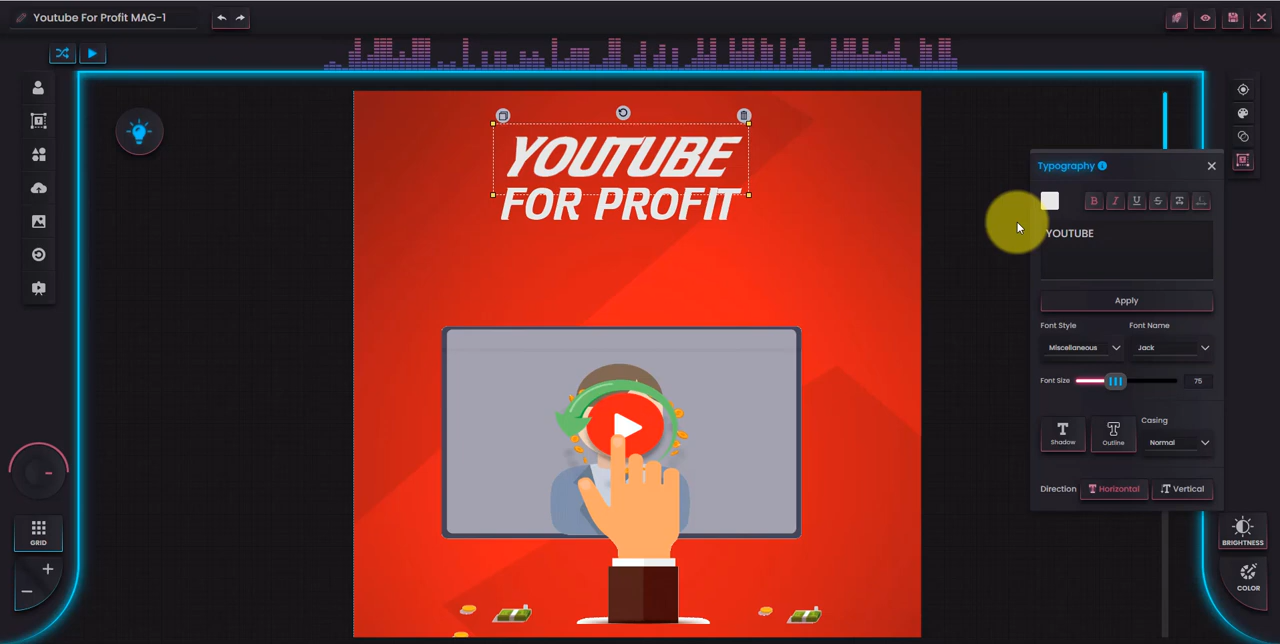 Youtube For Profit MAG-1
YOUTUBE
FOR PROFIT
Typography
B I U S
YOUTUBE
Apply
Font Style Font Name
Miscellaneous Jack
Font Size 75
Casing
T Shadow T Outline Normal
Direction T Horizontal T Vertical
GRID
BRIGHTNESS
COLOR